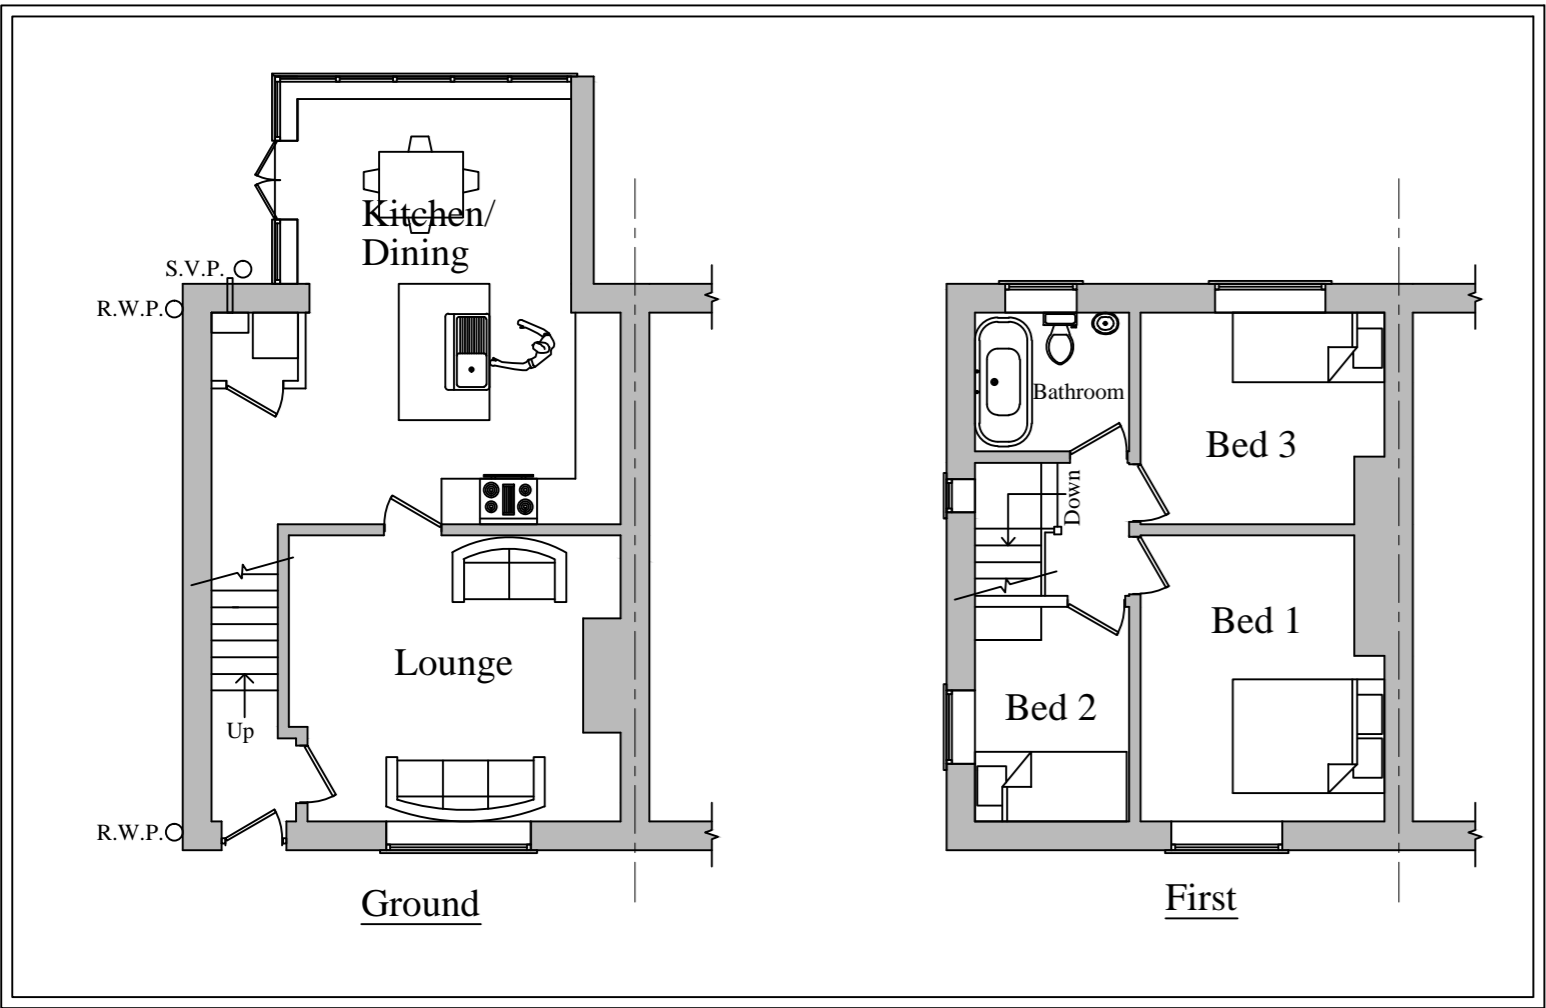 Kitchen/
Dining
S.V.P.
R.W.P.
Lounge
Up
R.W.P.
Ground
Bathroom
Bed 3
Down
Bed 1
Bed 2
First